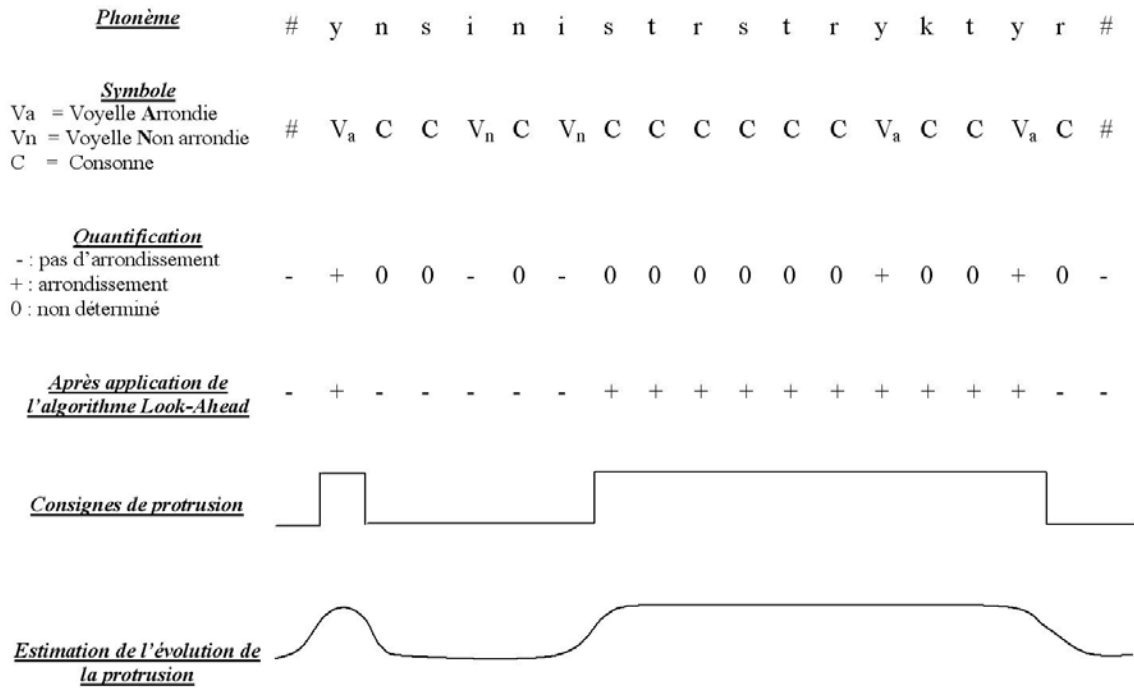 Phonème # y n s i n i s t r s t r y k t y r #
Symbole
Va = Voyelle Arrondie
Vn = Voyelle Non arrondie
C = Consonne
# Va C C Vn C Vn C C C C C C Va C C Va C #
Quantification
- : pas d'arrondissement
+ : arrondissement
0 : non déterminé
- + 0 0 - 0 - 0 0 0 0 0 0 + 0 0 + 0 -
Après application de
l'algorithme Look-Ahead
- + - - - - - + + + + + + + + + + - -
Consignes de protrusion
Estimation de l'évolution de
la protrusion